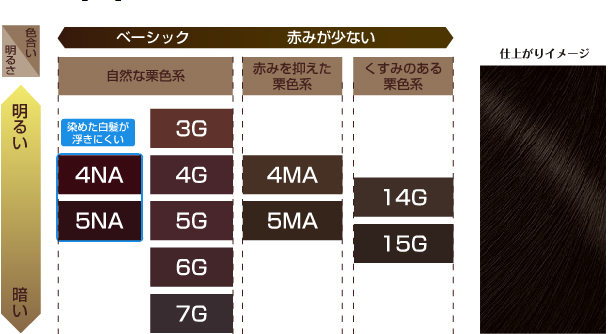 色合い
明るさ
ベーシック
赤みが少ない
自然な栗色系
赤みを抑えた
栗色系
くすみのある
栗色系
仕上がりイメージ
明るい
染めた白髪が
浮きにくい
3G
4NA
4G
4MA
14G
5NA
5G
5MA
15G
6G
暗い
7G